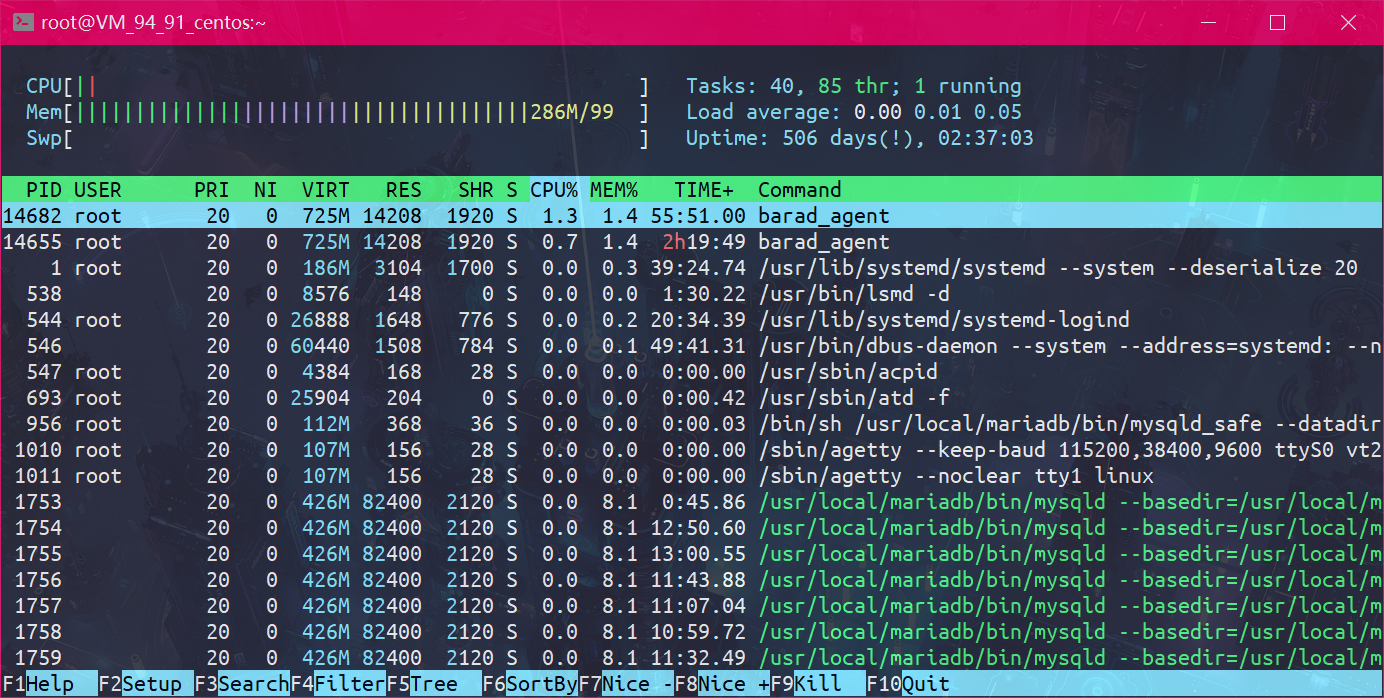 root@VM_94_91_centos:~
CPU[|| ] Tasks: 40, 85 thr; 1 running
Mem[||||||||||||||||||||||||||||||||||||||286M/99 ] Load average: 0.00 0.01 0.05
Swp[ ] Uptime: 506 days(!), 02:37:03
PID USER PRI NI VIRT RES SHR S CPU% MEM% TIME+ Command
14682 root 20 0 725M 14208 1920 S 1.3 1.4 55:51.00 barad_agent
14655 root 20 0 725M 14208 1920 S 0.7 1.4 2h19:49 barad_agent
1 root 20 0 186M 3104 1700 S 0.0 0.3 39:24.74 /usr/lib/systemd/systemd --system --deserialize 20
538 20 0 8576 148 0 S 0.0 0.0 1:30.22 /usr/bin/lsmd -d
544 root 20 0 26888 1648 776 S 0.0 0.2 20:34.39 /usr/lib/systemd/systemd-logind
546 20 0 60440 1508 784 S 0.0 0.1 49:41.31 /usr/bin/dbus-daemon --system --address=systemd: --n
547 root 20 0 4384 168 28 S 0.0 0.0 0:00.00 /usr/sbin/acpid
693 root 20 0 25904 204 0 S 0.0 0.0 0:00.42 /usr/sbin/atd -f
956 root 20 0 112M 368 36 S 0.0 0.0 0:00.03 /bin/sh /usr/local/mariadb/bin/mysqld_safe --datadir
1010 root 20 0 107M 156 28 S 0.0 0.0 0:00.00 /sbin/agetty --keep-baud 115200,38400,9600 ttyS0 vt2
1011 root 20 0 107M 156 28 S 0.0 0.0 0:00.00 /sbin/agetty --noclear tty1 linux
1753 20 0 426M 82400 2120 S 0.0 8.1 0:45.86 /usr/local/mariadb/bin/mysqld --basedir=/usr/local/m
1754 20 0 426M 82400 2120 S 0.0 8.1 12:50.60 /usr/local/mariadb/bin/mysqld --basedir=/usr/local/m
1755 20 0 426M 82400 2120 S 0.0 8.1 13:00.55 /usr/local/mariadb/bin/mysqld --basedir=/usr/local/m
1756 20 0 426M 82400 2120 S 0.0 8.1 11:43.88 /usr/local/mariadb/bin/mysqld --basedir=/usr/local/m
1757 20 0 426M 82400 2120 S 0.0 8.1 11:07.04 /usr/local/mariadb/bin/mysqld --basedir=/usr/local/m
1758 20 0 426M 82400 2120 S 0.0 8.1 10:59.72 /usr/local/mariadb/bin/mysqld --basedir=/usr/local/m
1759 20 0 426M 82400 2120 S 0.0 8.1 11:32.49 /usr/local/mariadb/bin/mysqld --basedir=/usr/local/m
F1Help F2Setup F3SearchF4FilterF5Tree F6SortByF7Nice -F8Nice +F9Kill F10Quit